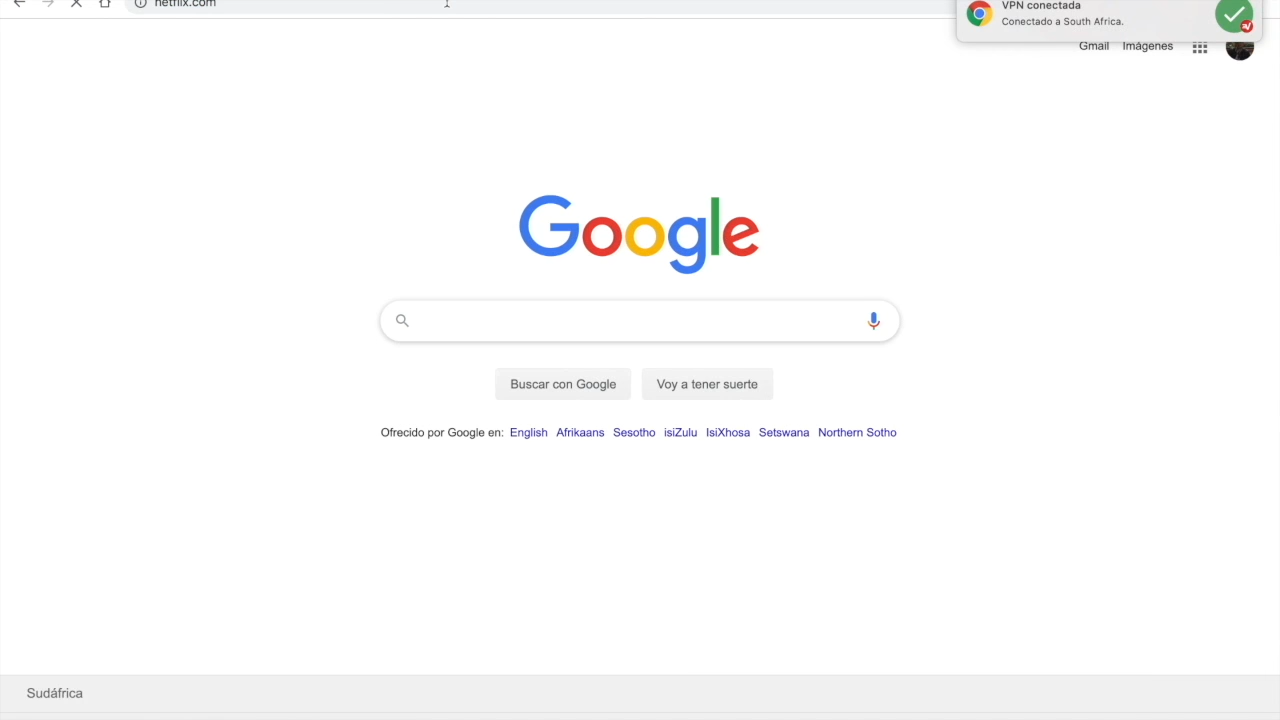 netflix.com
VPN conectada
Conectado a South Africa.
Gmail Imágenes
Google
Buscar con Google Voy a tener suerte
Ofrecido por Google en: English Afrikaans Sesotho isiZulu IsiXhosa Setswana Northern Sotho
Sudáfrica